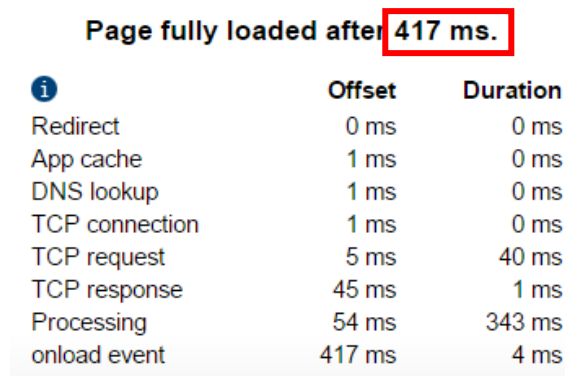 Page fully loaded after 417 ms.
i Offset Duration
Redirect 0 ms 0 ms
App cache 1 ms 0 ms
DNS lookup 1 ms 0 ms
TCP connection 1 ms 0 ms
TCP request 5 ms 40 ms
TCP response 45 ms 1 ms
Processing 54 ms 343 ms
onload event 417 ms 4 ms